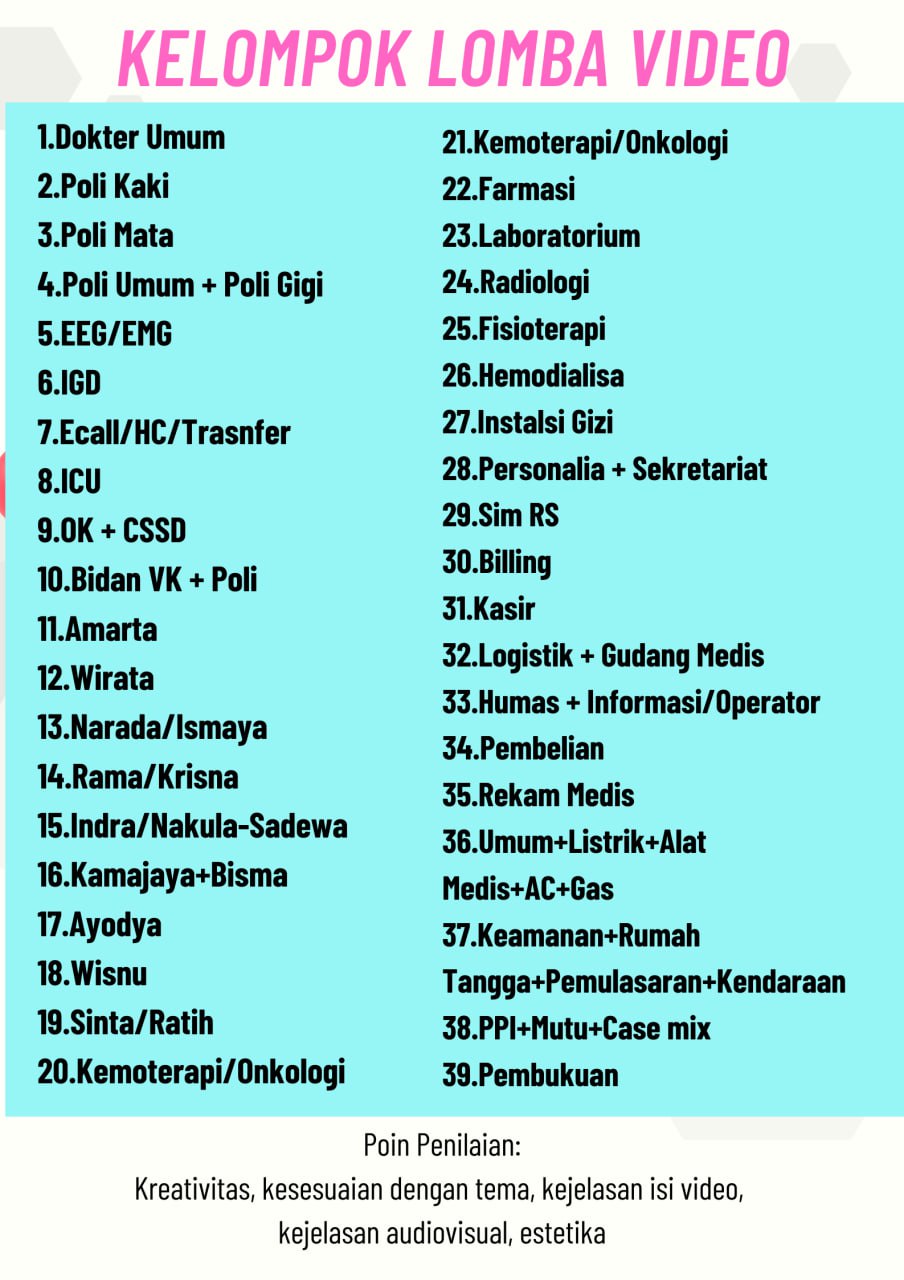 KELOMPOK LOMBA VIDEO
1.Dokter Umum
2.Poli Kaki
3.Poli Mata
4.Poli Umum + Poli Gigi
5.EEG/EMG
6.IGD
7.Ecall/HC/Trasnfer
8.ICU
9.OK + CSSD
10.Bidan VK + Poli
11.Amarta
12.Wirata
13.Narada/Ismaya
14.Rama/Krisna
15.Indra/Nakula-Sadewa
16.Kamajaya+Bisma
17.Ayodya
18.Wisnu
19.Sinta/Ratih
20.Kemoterapi/Onkologi
21.Kemoterapi/Onkologi
22.Farmasi
23.Laboratorium
24.Radiologi
25.Fisioterapi
26.Hemodialisa
27.Instalsi Gizi
28.Personalia + Sekretariat
29.Sim RS
30.Billing
31.Kasir
32.Logistik + Gudang Medis
33.Humas + Informasi/Operator
34.Pembelian
35.Rekam Medis
36.Umum+Listrik+Alat
Medis+AC+Gas
37.Keamanan+Rumah
Tangga+Pemulasaran+Kendaraan
38.PPI+Mutu+Case mix
39.Pembukuan
Poin Penilaian:
Kreativitas, kesesuaian dengan tema, kejelasan isi video,
kejelasan audiovisual, estetika